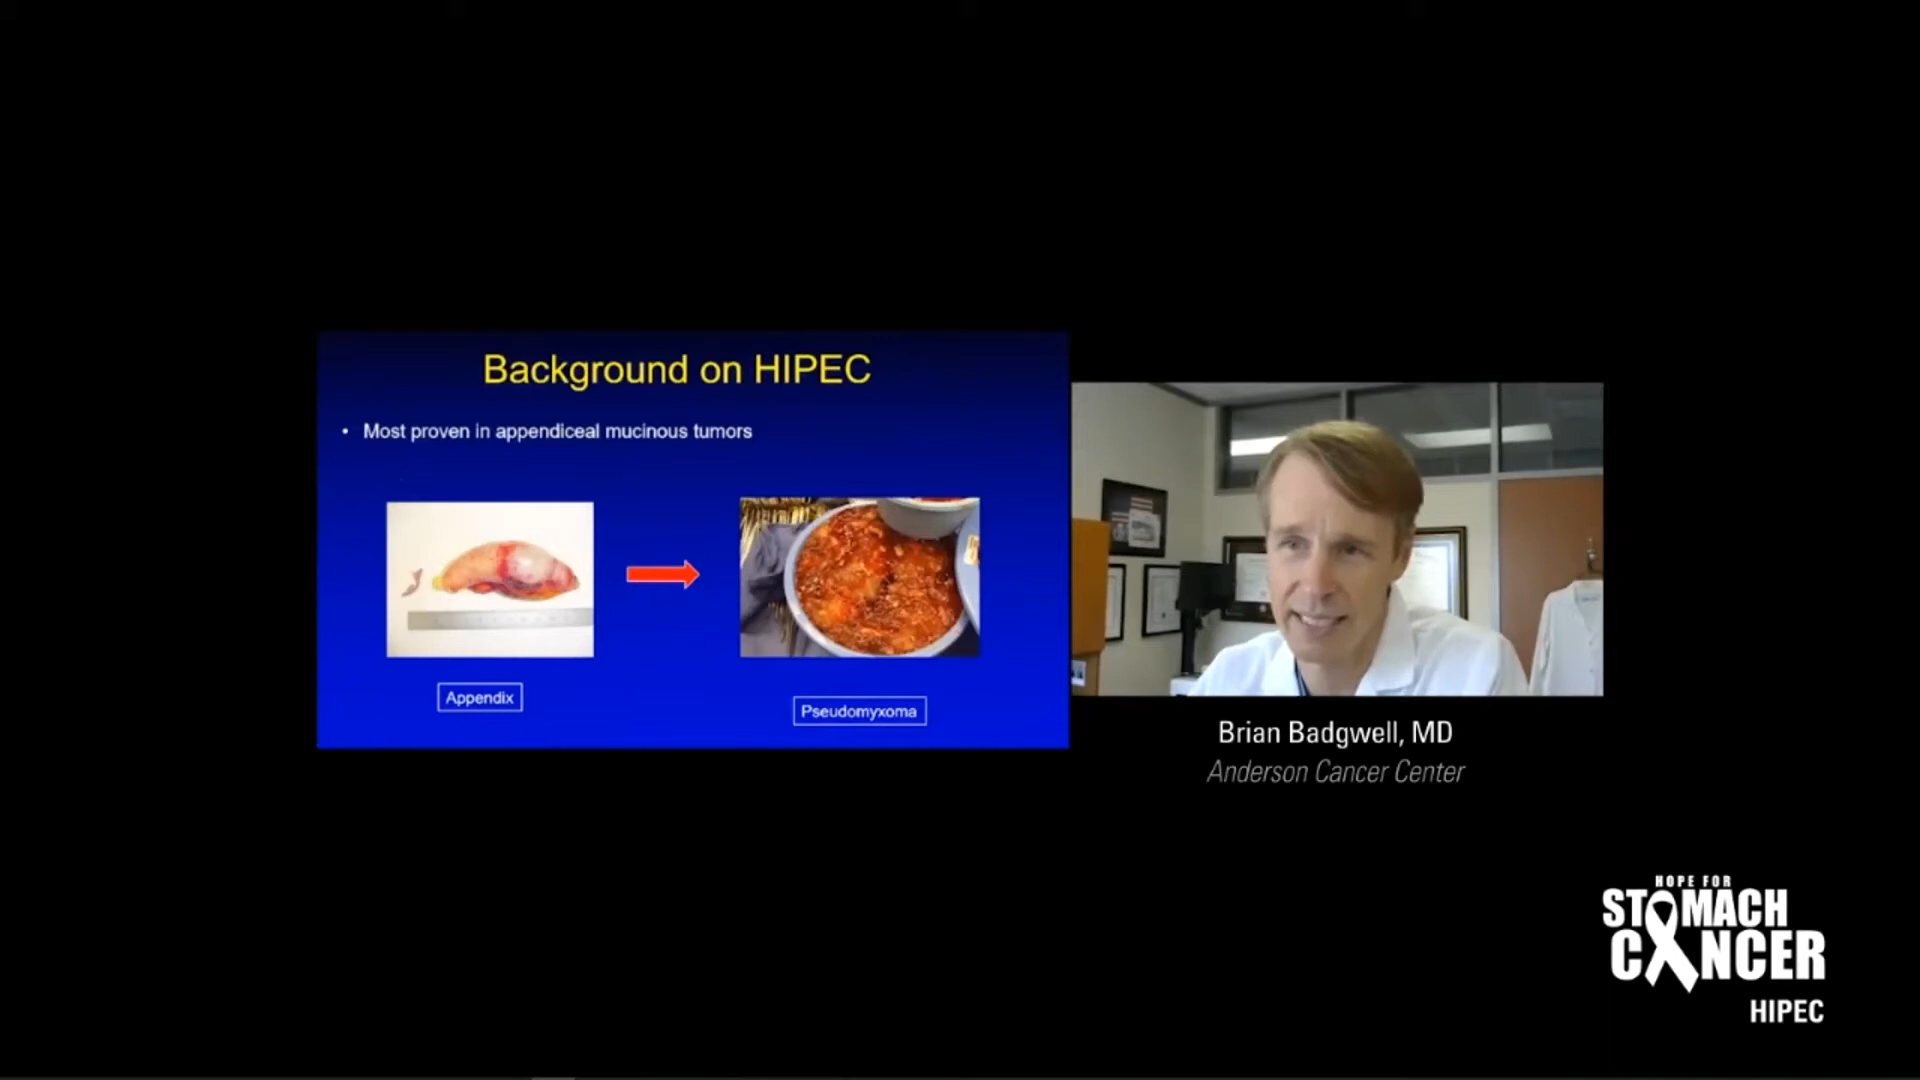 Background on HIPEC
• Most proven in appendiceal mucinous tumors
Appendix
Pseudomyxoma
Brian Badgwell, MD
Anderson Cancer Center
HOPE FOR
STOMACH
CANCER
HIPEC